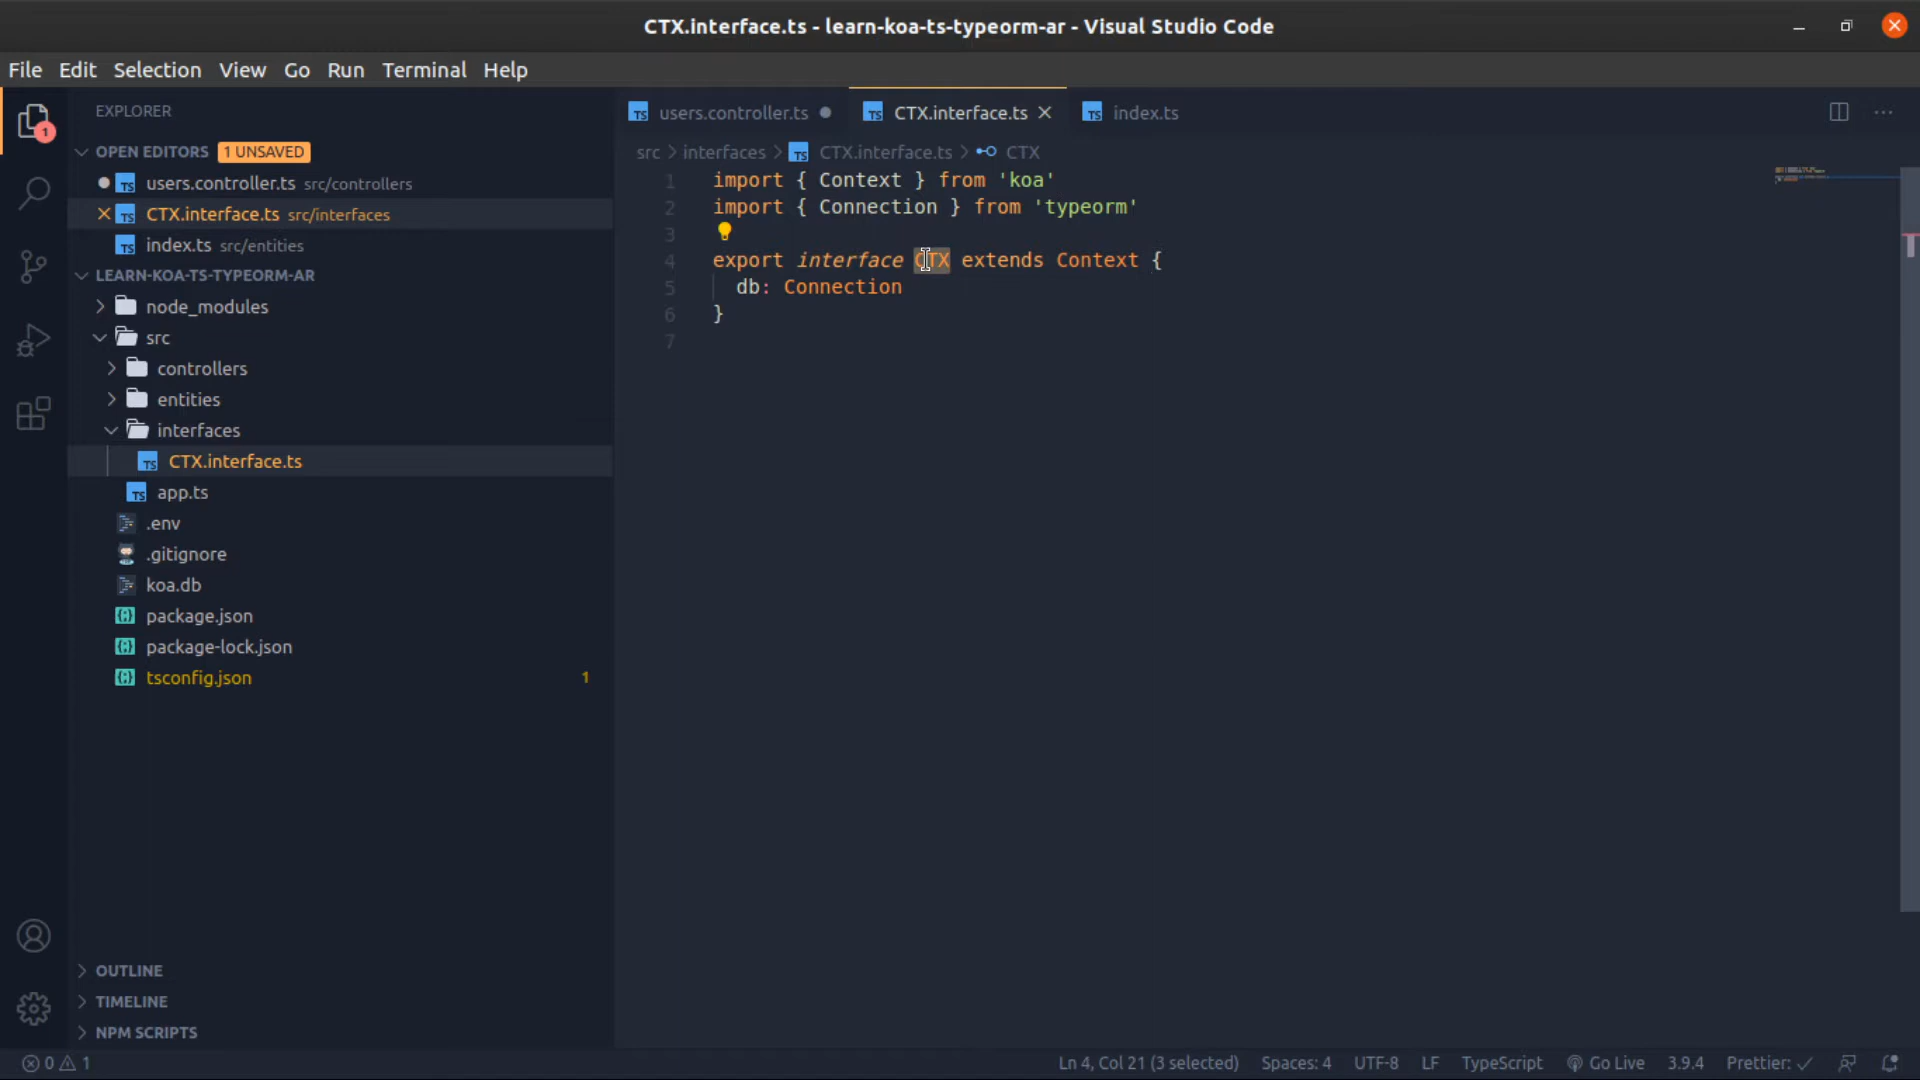 CTX.interface.ts - learn-koa-ts-typeorm-ar - Visual Studio Code
File Edit Selection View Go Run Terminal Help
EXPLORER
OPEN EDITORS 1 UNSAVED
users.controller.ts src/controllers
CTX.interface.ts src/interfaces
index.ts src/entities
LEARN-KOA-TS-TYPEORM-AR
node_modules
src
controllers
entities
interfaces
CTX.interface.ts
app.ts
.env
.gitignore
koa.db
package.json
package-lock.json
tsconfig.json 1
OUTLINE
TIMELINE
NPM SCRIPTS
1
users.controller.ts CTX.interface.ts index.ts
src > interfaces > CTX.interface.ts > CTX
1 import { Context } from 'koa'
2 import { Connection } from 'typeorm'
3
4 export interface CTX extends Context {
5 db: Connection
6 }
7
0 1 Ln 4, Col 21 (3 selected) Spaces: 4 UTF-8 LF TypeScript Go Live 3.9.4 Prettier: ✓